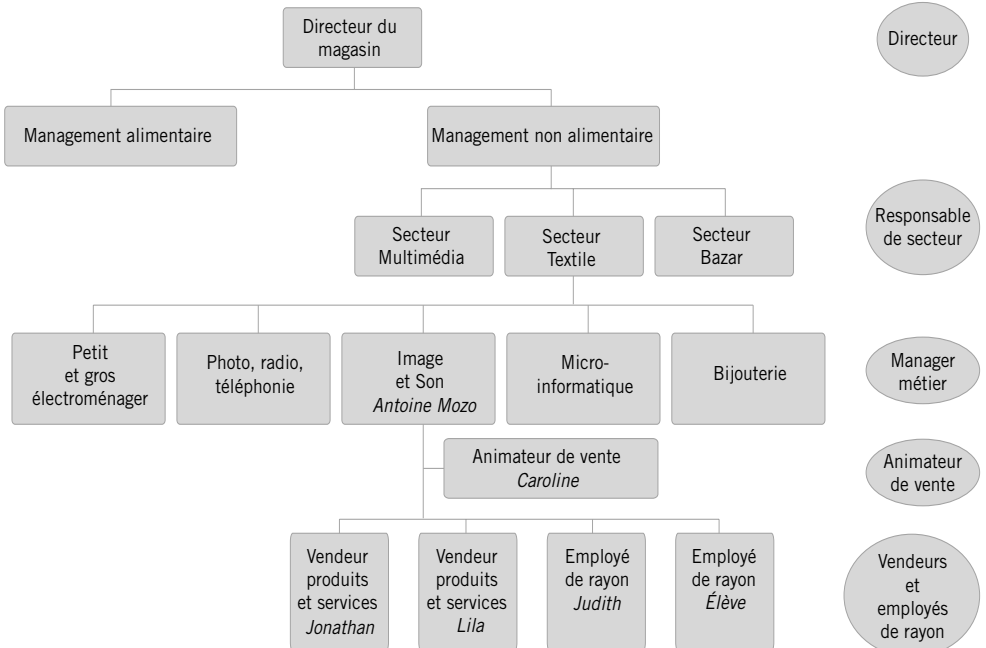 Directeur du
magasin
Directeur
Management alimentaire
Management non alimentaire
Secteur
Multimédia
Secteur
Textile
Secteur
Bazar
Responsable
de secteur
Petit
et gros
électroménager
Photo, radio,
téléphonie
Image
et Son
Antoine Mozo
Micro-
informatique
Bijouterie
Manager
métier
Animateur de vente
Caroline
Animateur
de vente
Vendeur
produits
et services
Jonathan
Vendeur
produits
et services
Lila
Employé
de rayon
Judith
Employé
de rayon
Élève
Vendeurs
et
employés
de rayon